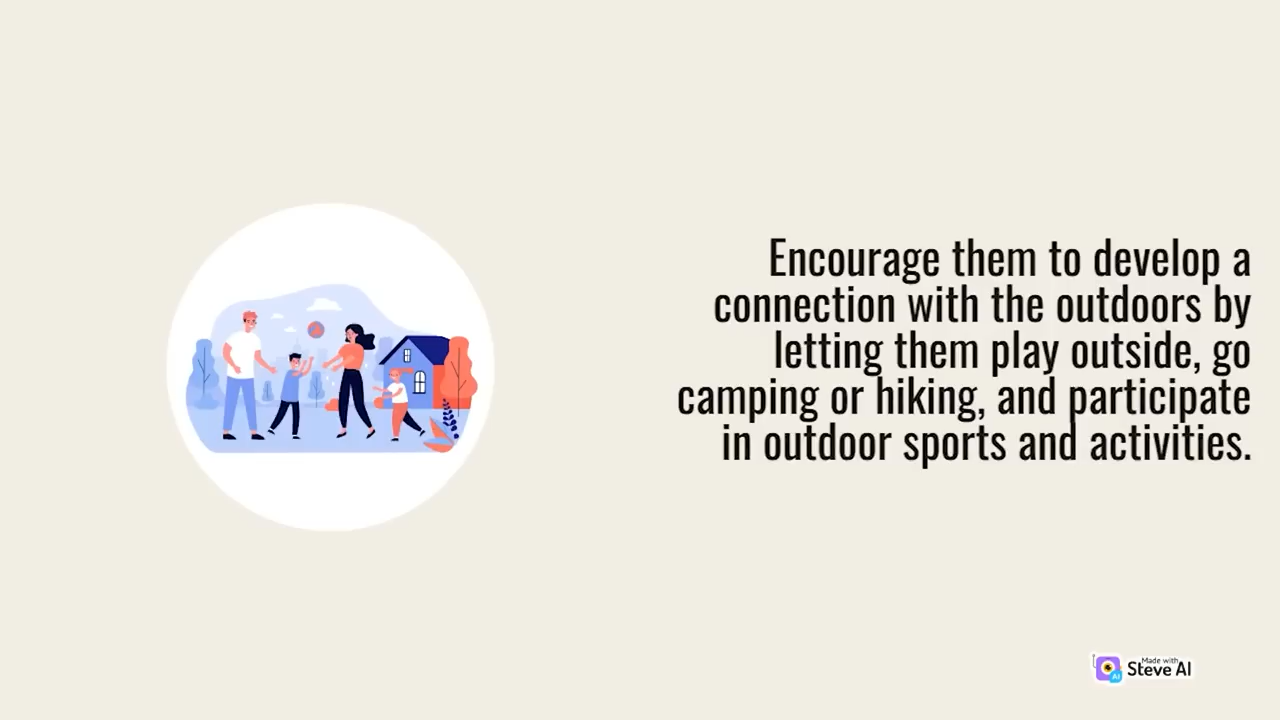 Encourage them to develop a
connection with the outdoors by
letting them play outside, go
camping or hiking, and participate
in outdoor sports and activities.
Made with
Steve AI
AI